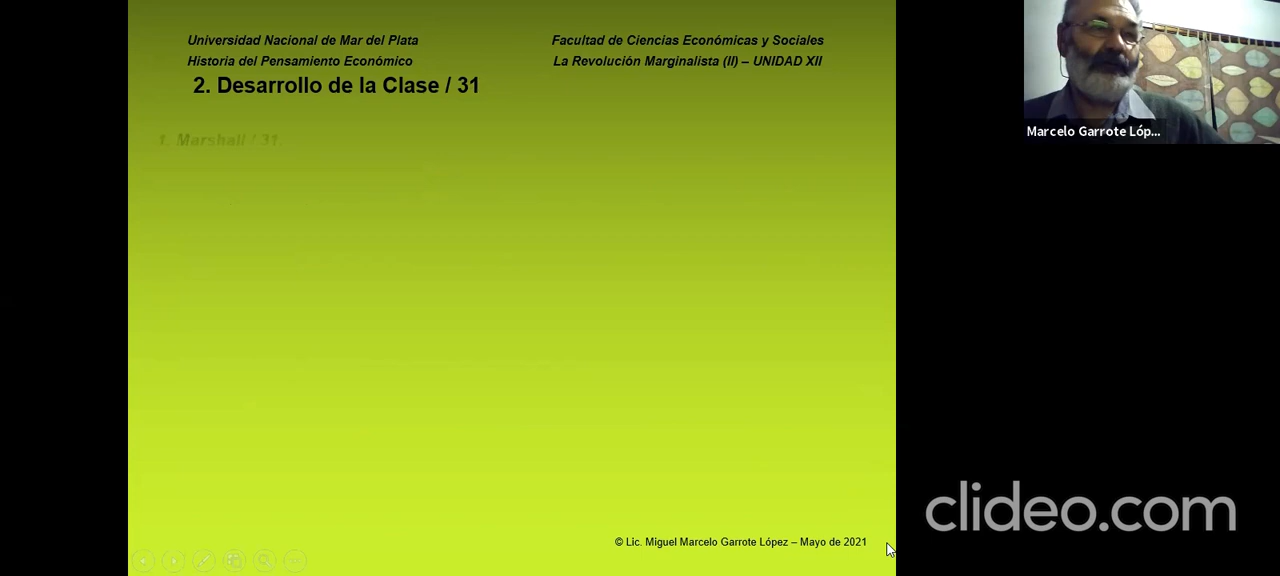 Universidad Nacional de Mar del Plata
Facultad de Ciencias Económicas y Sociales
Historia del Pensamiento Económico
La Revolución Marginalista (II) – UNIDAD XII
2. Desarrollo de la Clase / 31
1. Marshall / 31.
© Lic. Miguel Marcelo Garrote López – Mayo de 2021
Marcelo Garrote Lóp...
clideo.com